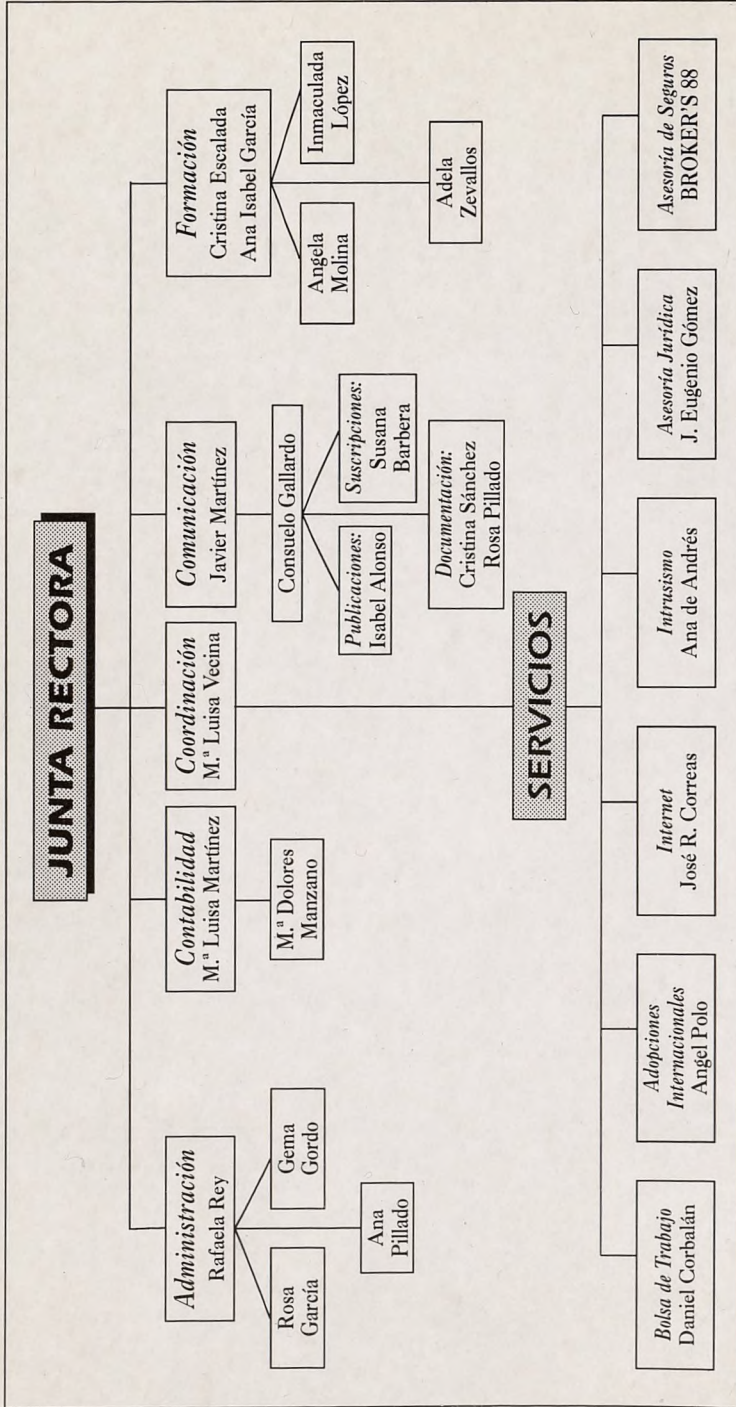 JUNTA RECTORA
Administración
Rafaela Rey
Contabilidad
M.ª Luisa Martínez
Coordinación
M.ª Luisa Vecina
Comunicación
Javier Martínez
Formación
Cristina Escalada
Ana Isabel García
Rosa
García
Gema
Gordo
Ana
Pillado
M.ª Dolores
Manzano
Consuelo Gallardo
Publicaciones:
Isabel Alonso
Suscripciones:
Susana
Barbera
Documentación:
Cristina Sánchez
Rosa Pillado
Angela
Molina
Inmaculada
López
Adela
Zevallos
SERVICIOS
Bolsa de Trabajo
Daniel Corbalán
Adopciones
Internacionales
Angel Polo
Internet
José R. Correas
Intrusismo
Ana de Andrés
Asesoría Jurídica
J. Eugenio Gómez
Asesoría de Seguros
BROKER'S 88